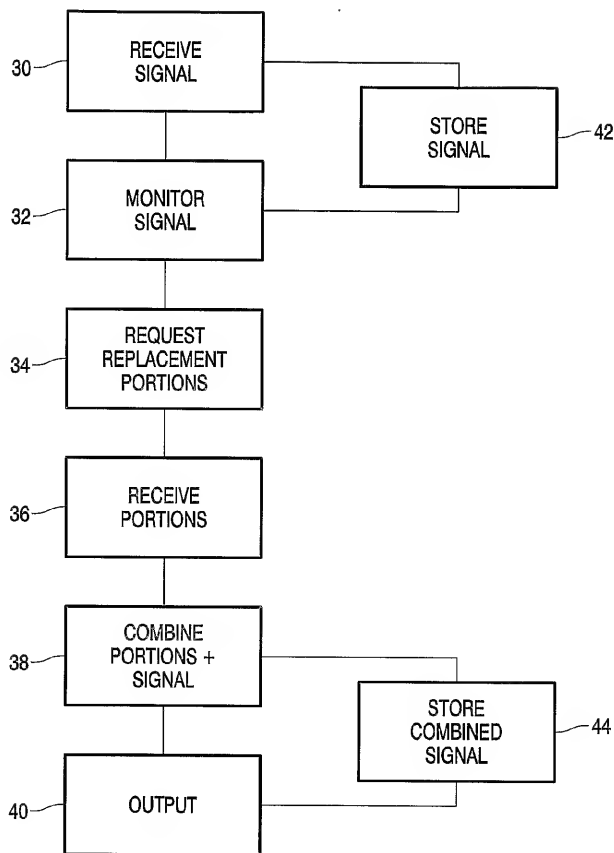 30
RECEIVE
SIGNAL
STORE
SIGNAL
42
32
MONITOR
SIGNAL
34
REQUEST
REPLACEMENT
PORTIONS
36
RECEIVE
PORTIONS
38
COMBINE
PORTIONS +
SIGNAL
STORE
COMBINED
SIGNAL
44
40
OUTPUT